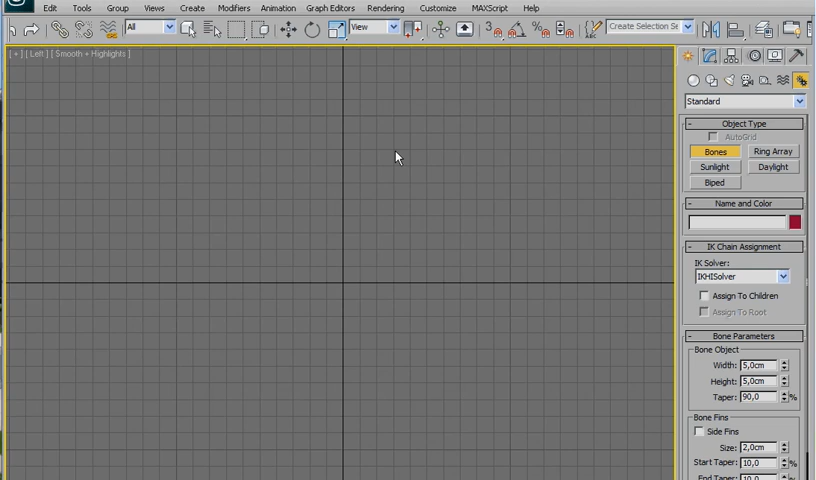 Edit Tools Group Views Create Modifiers Animation Graph Editors Rendering Customize MAXScript Help
All View 3 % Create Selection Se
[ + ] [ Left ] [ Smooth + Highlights ]
Standard
- Object Type
AutoGrid
Bones Ring Array
Sunlight Daylight
Biped
- Name and Color
- IK Chain Assignment
IK Solver:
IKHISolver
Assign To Children
Assign To Root
- Bone Parameters
Bone Object
Width: 5,0cm
Height: 5,0cm
Taper: 90,0 %
Bone Fins
Side Fins
Size: 2,0cm
Start Taper: 10,0 %
End Taper: 10,0 %